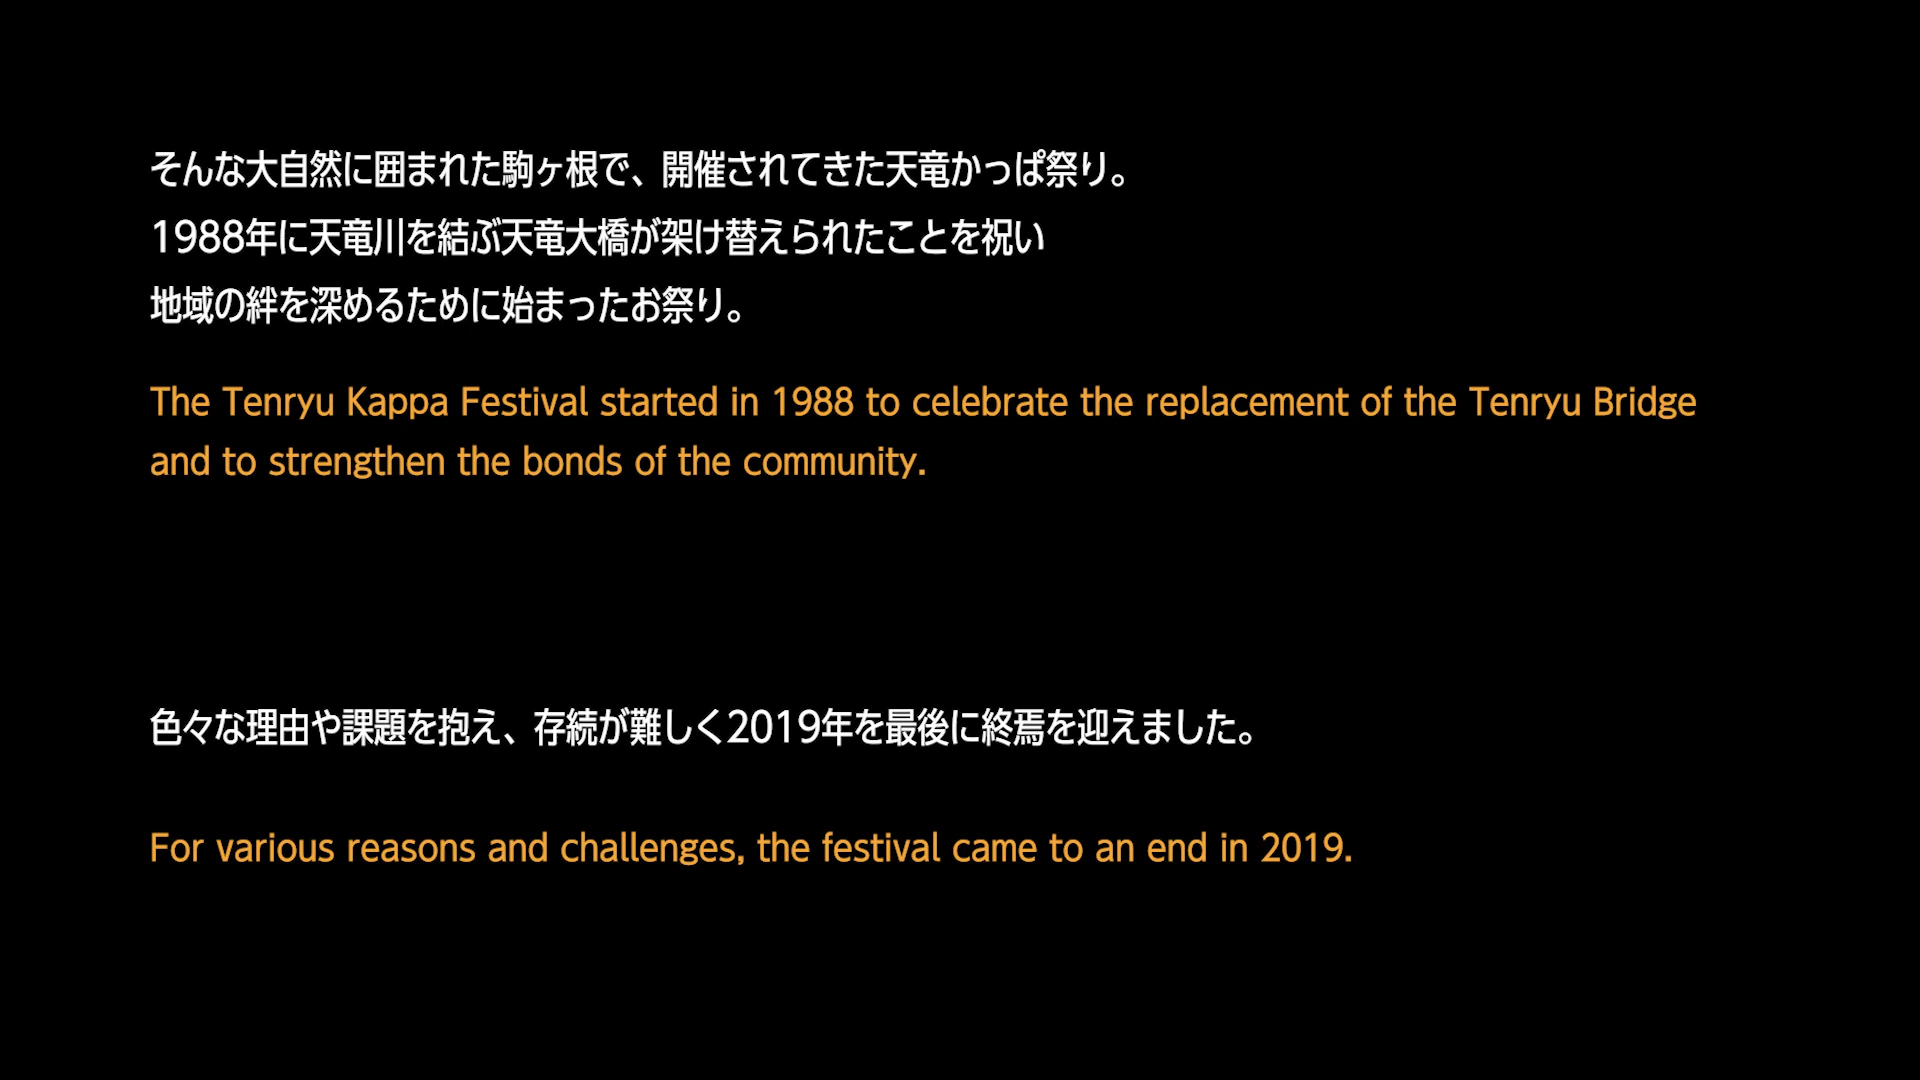 そんな大自然に囲まれた駒ヶ根で、開催されてきた天竜かっぱ祭り。
1988年に天竜川を結ぶ天竜大橋が架け替えられたことを祝い
地域の絆を深めるために始まったお祭り。
The Tenryu Kappa Festival started in 1988 to celebrate the replacement of the Tenryu Bridge
and to strengthen the bonds of the community.
色々な理由や課題を抱え、存続が難しく2019年を最後に終焉を迎えました。
For various reasons and challenges, the festival came to an end in 2019.